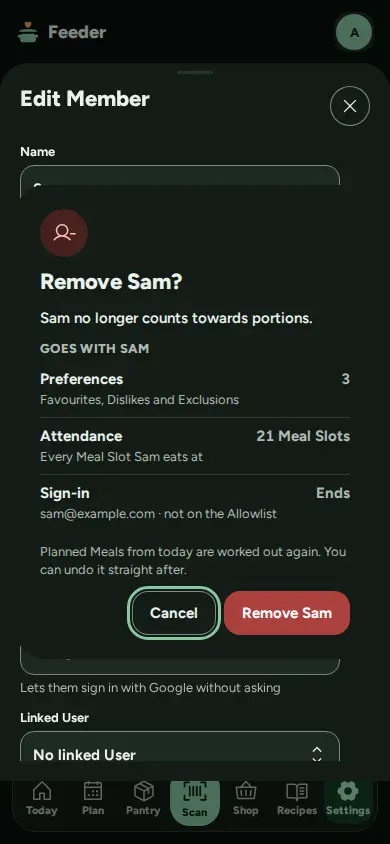 Feeder
A
Edit Member
Name
Remove Sam?
Sam no longer counts towards portions.
GOES WITH SAM
Preferences 3
Favourites, Dislikes and Exclusions
Attendance 21 Meal Slots
Every Meal Slot Sam eats at
Sign-in Ends
sam@example.com · not on the Allowlist
Planned Meals from today are worked out again. You
can undo it straight after.
Cancel Remove Sam
Lets them sign in with Google without asking
Linked User
No linked User
Today Plan Pantry Scan Shop Recipes Settings